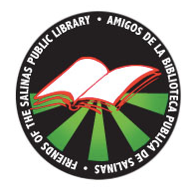 FRIENDS OF THE SALINAS PUBLIC LIBRARY •
AMIGOS DE LA BIBLIOTECA PUBLICA DE SALINAS •